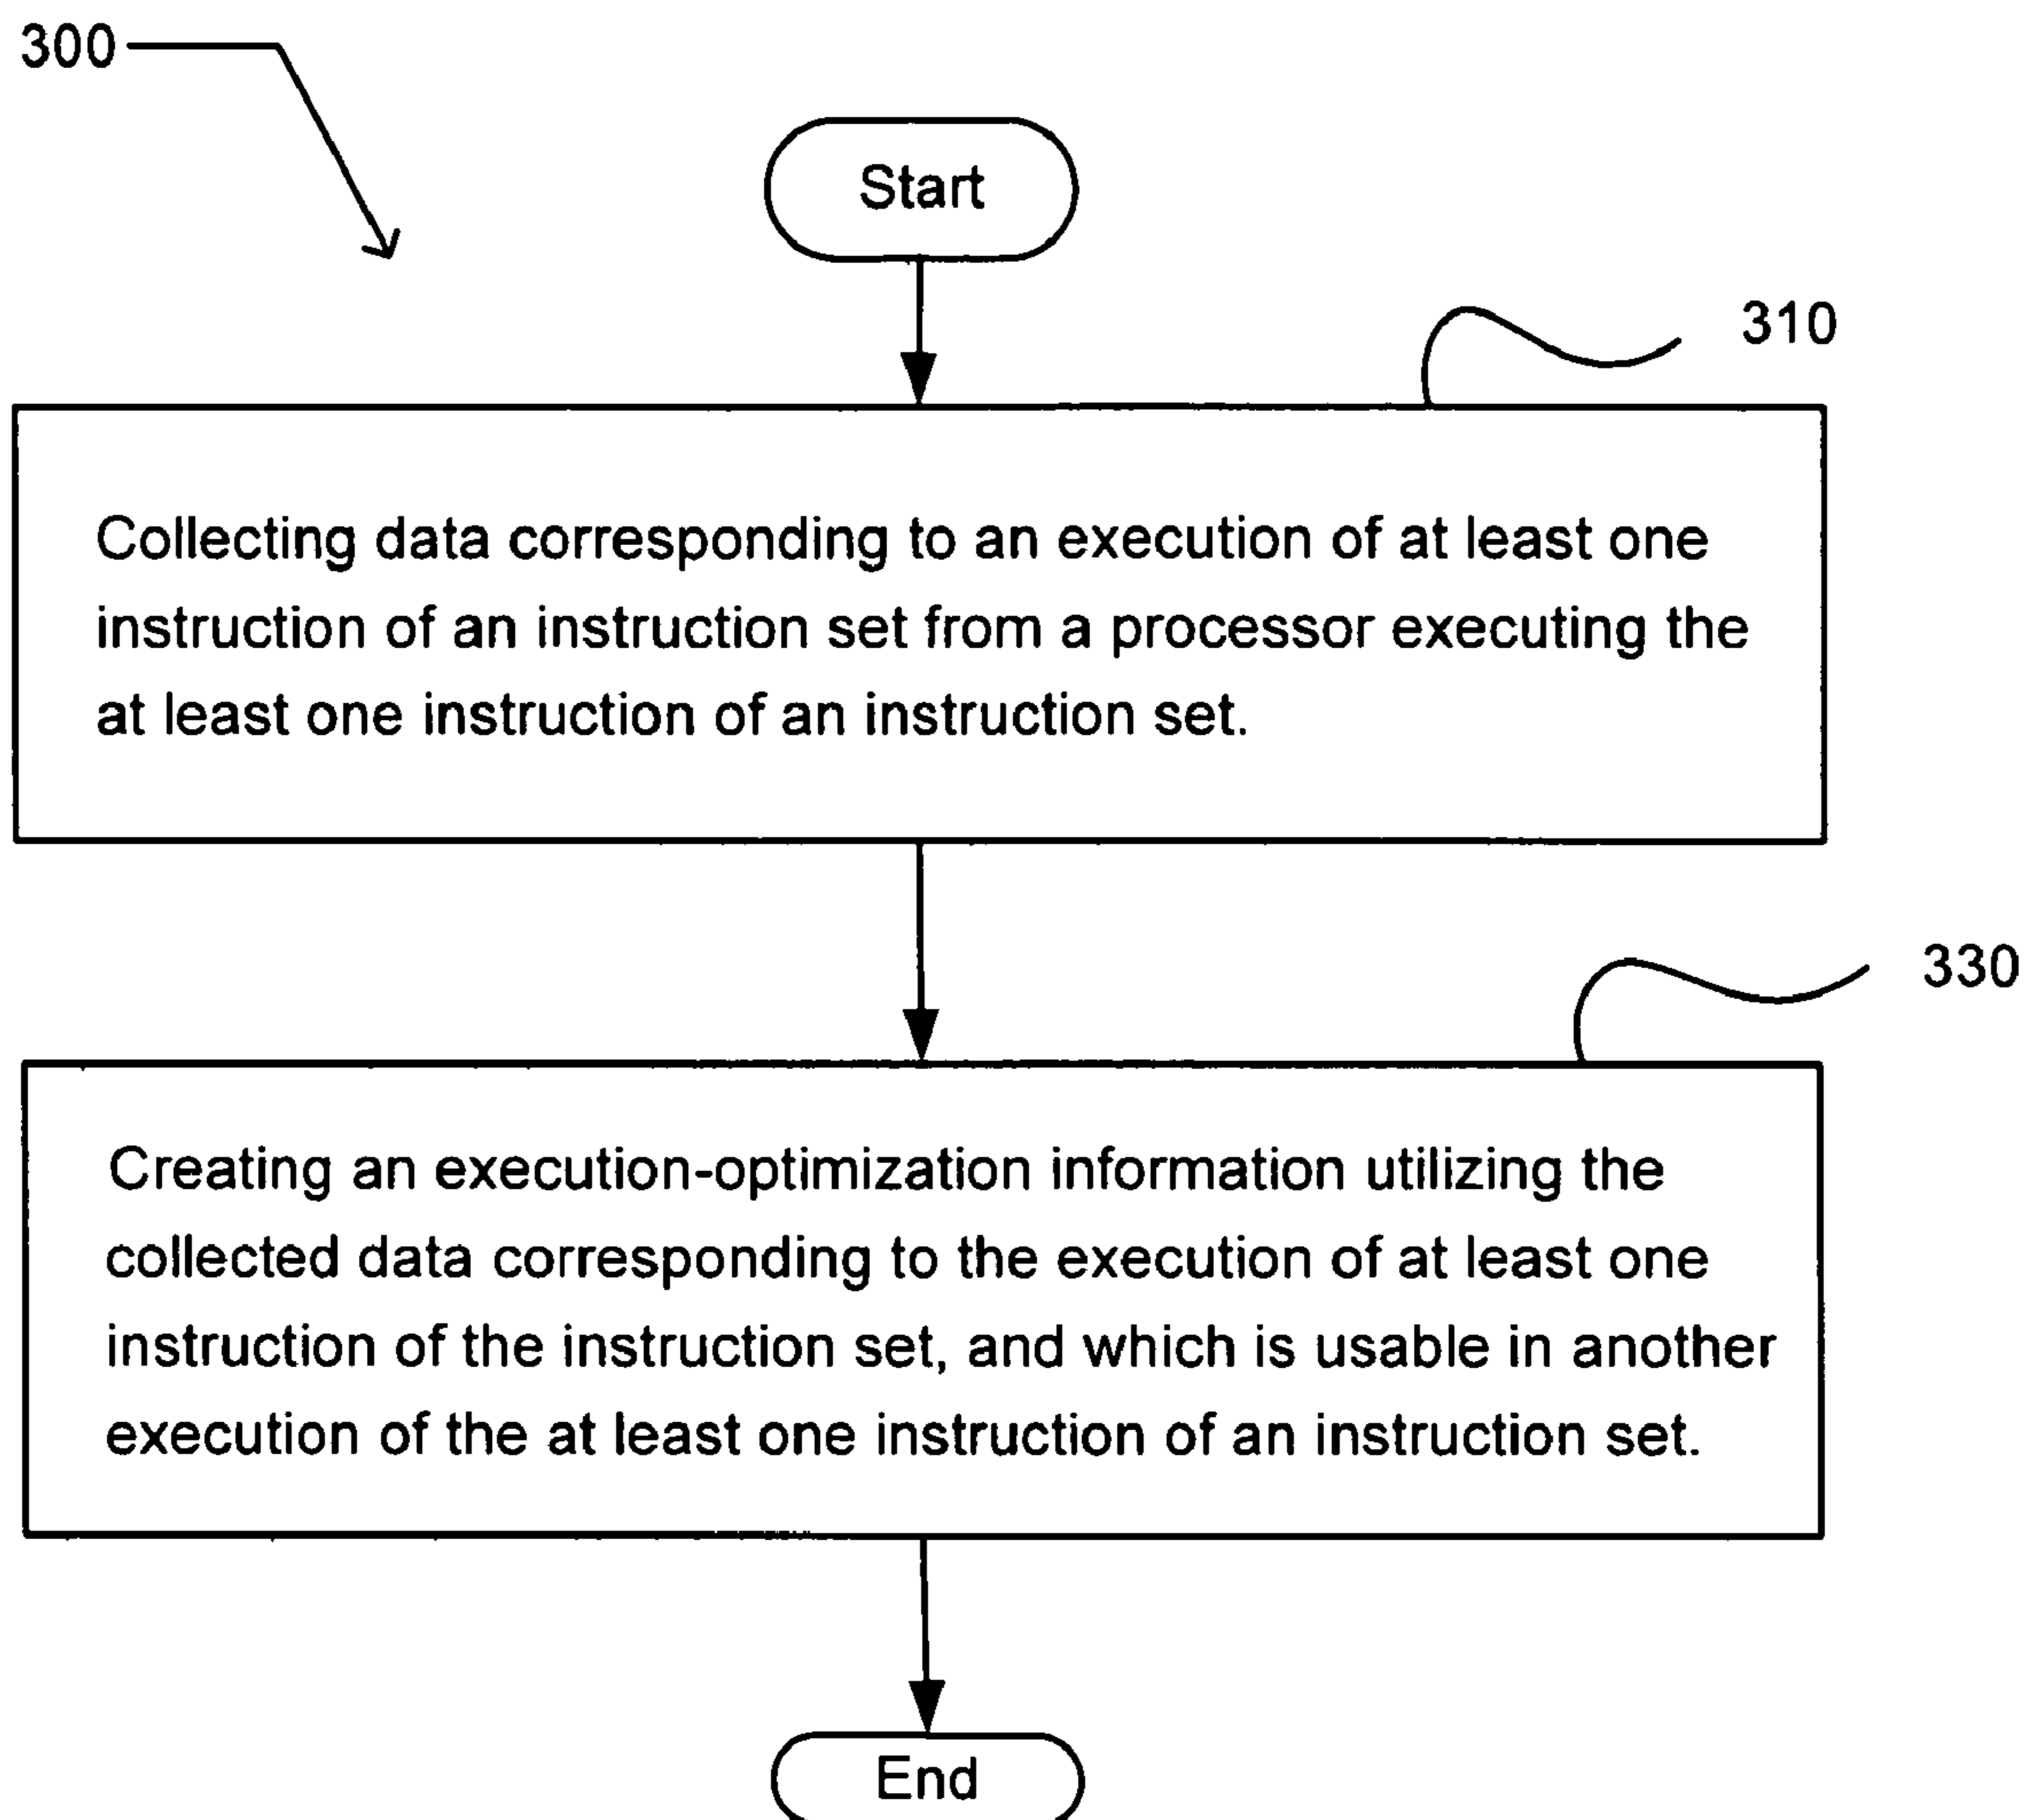 300
Start
310
Collecting data corresponding to an execution of at least one
instruction of an instruction set from a processor executing the
at least one instruction of an instruction set.
330
Creating an execution-optimization information utilizing the
collected data corresponding to the execution of at least one
instruction of the instruction set, and which is usable in another
execution of the at least one instruction of an instruction set.
End